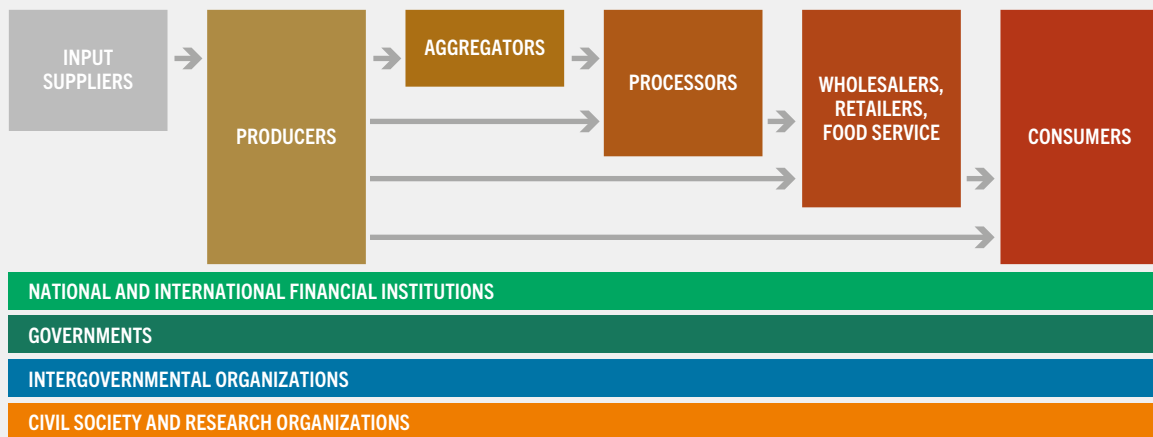 INPUT
SUPPLIERS
PRODUCERS
AGGREGATORS
PROCESSORS
WHOLESALERS,
RETAILERS,
FOOD SERVICE
CONSUMERS
NATIONAL AND INTERNATIONAL FINANCIAL INSTITUTIONS
GOVERNMENTS
INTERGOVERNMENTAL ORGANIZATIONS
CIVIL SOCIETY AND RESEARCH ORGANIZATIONS